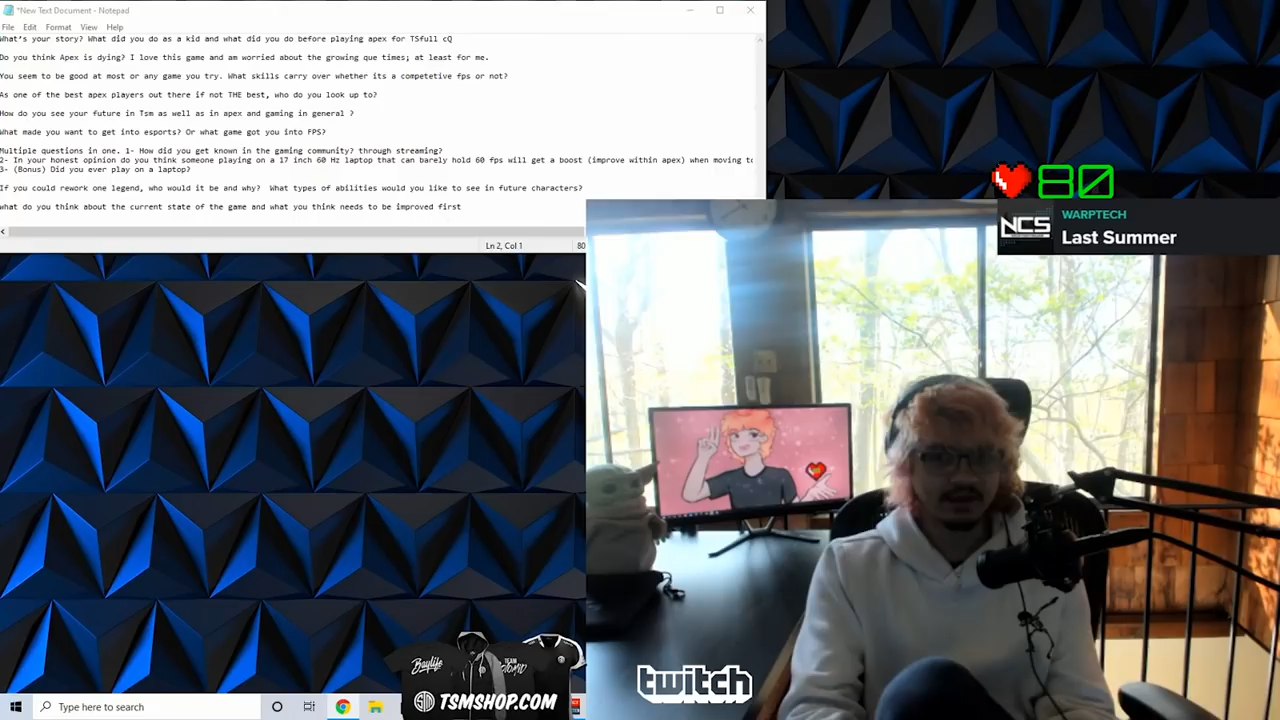 *New Text Document - Notepad
File Edit Format View Help
What's your story? What did you do as a kid and what did you do before playing apex for TSfull cQ
Do you think Apex is dying? I love this game and am worried about the growing que times; at least for me.
You seem to be good at most or any game you try. What skills carry over whether its a competetive fps or not?
As one of the best apex players out there if not THE best, who do you look up to?
How do you see your future in Tsm as well as in apex and gaming in general ?
What made you want to get into esports? Or what game got you into FPS?
Multiple questions in one. 1- How did you get known in the gaming community? through streaming?
2- In your honest opinion do you think someone playing on a 17 inch 60 Hz laptop that can barely hold 60 fps will get a boost (improve within apex) when moving to
3- (Bonus) Did you ever play on a laptop?
If you could rework one legend, who would it be and why? What types of abilities would you like to see in future characters?
what do you think about the current state of the game and what you think needs to be improved first
Ln 2, Col 1
80
80
NCS
WARPTECH
Last Summer
twitch
Baylife
TSMSHOP.COM
Type here to search